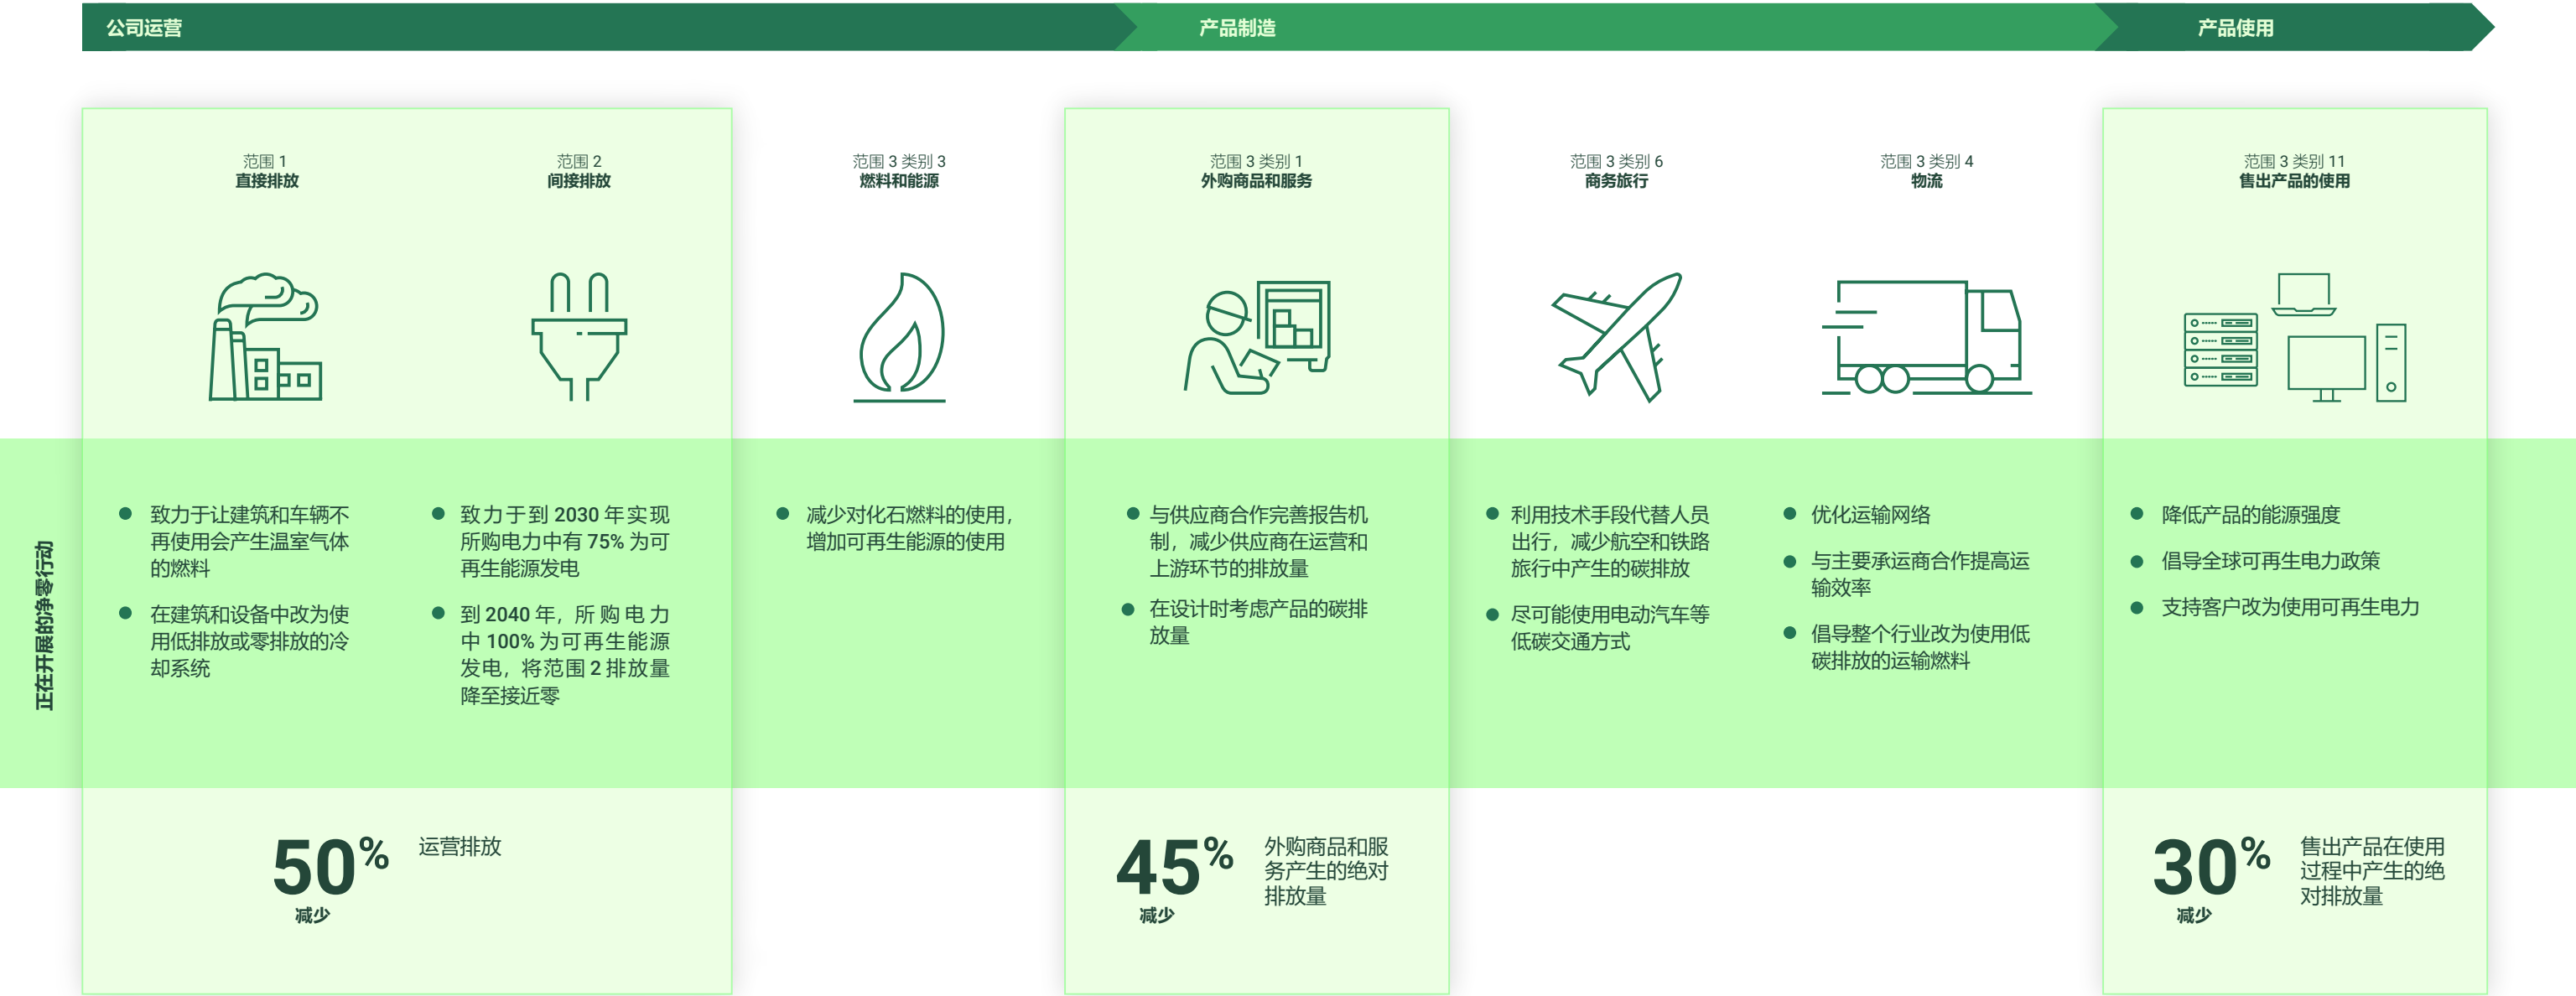 公司运营
产品制造
产品使用
范围 1
直接排放
范围 2
间接排放
范围 3 类别 3
燃料和能源
范围 3 类别 1
外购商品和服务
范围 3 类别 6
商务旅行
范围 3 类别 4
物流
范围 3 类别 11
售出产品的使用
正在开展的净零行动
致力于让建筑和车辆不
再使用会产生温室气体
的燃料
在建筑和设备中改为使
用低排放或零排放的冷
却系统
致力于到 2030 年实现
所购电力中有 75% 为可
再生能源发电
到 2040 年，所购电力
中 100% 为可再生能源
发电，将范围 2 排放量
降至接近零
减少对化石燃料的使用，
增加可再生能源的使用
与供应商合作完善报告机
制，减少供应商在运营和
上游环节的排放量
在设计时考虑产品的碳排
放量
利用技术手段代替人员
出行，减少航空和铁路
旅行中产生的碳排放
尽可能使用电动汽车等
低碳交通方式
优化运输网络
与主要承运商合作提高运
输效率
倡导整个行业改为使用低
碳排放的运输燃料
降低产品的能源强度
倡导全球可再生电力政策
支持客户改为使用可再生电力
50%
减少
运营排放
45%
减少
外购商品和服
务产生的绝对
排放量
30%
减少
售出产品在使用
过程中产生的绝
对排放量